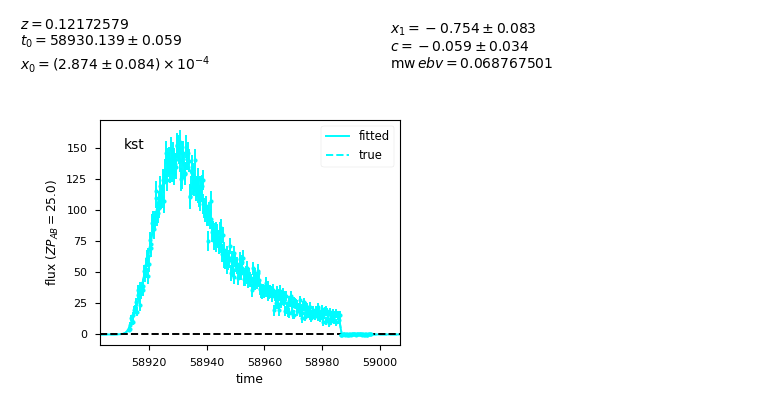 z = 0.12172579
t₀ = 58930.139 ± 0.059
x₀ = (2.874 ± 0.084) × 10⁻⁴
x₁ = −0.754 ± 0.083
c = −0.059 ± 0.034
mw ebv = 0.068767501
kst
fitted
true
flux (ZP_AB = 25.0)
150
125
100
75
50
25
0
58920 58940 58960 58980 59000
time